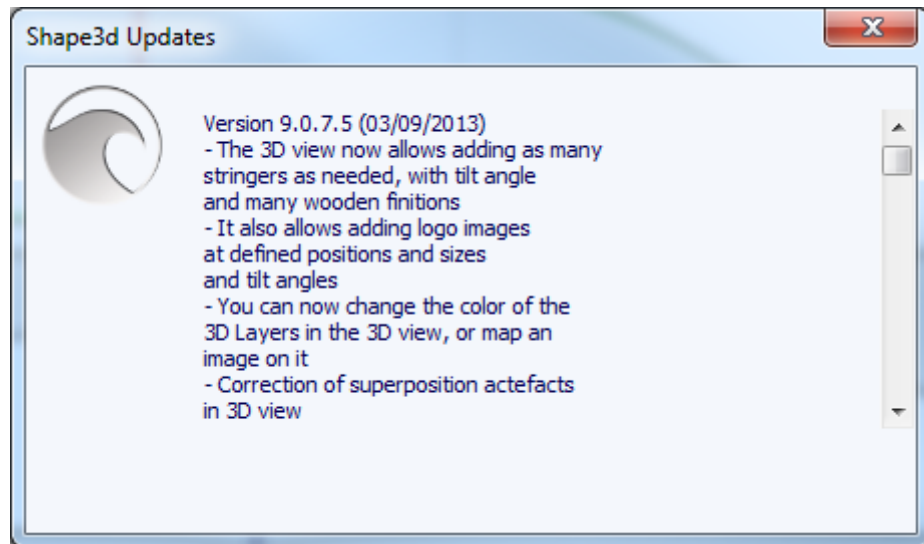 Shape3d Updates
Version 9.0.7.5 (03/09/2013)
- The 3D view now allows adding as many
stringers as needed, with tilt angle
and many wooden finitions
- It also allows adding logo images
at defined positions and sizes
and tilt angles
- You can now change the color of the
3D Layers in the 3D view, or map an
image on it
- Correction of superposition actefacts
in 3D view